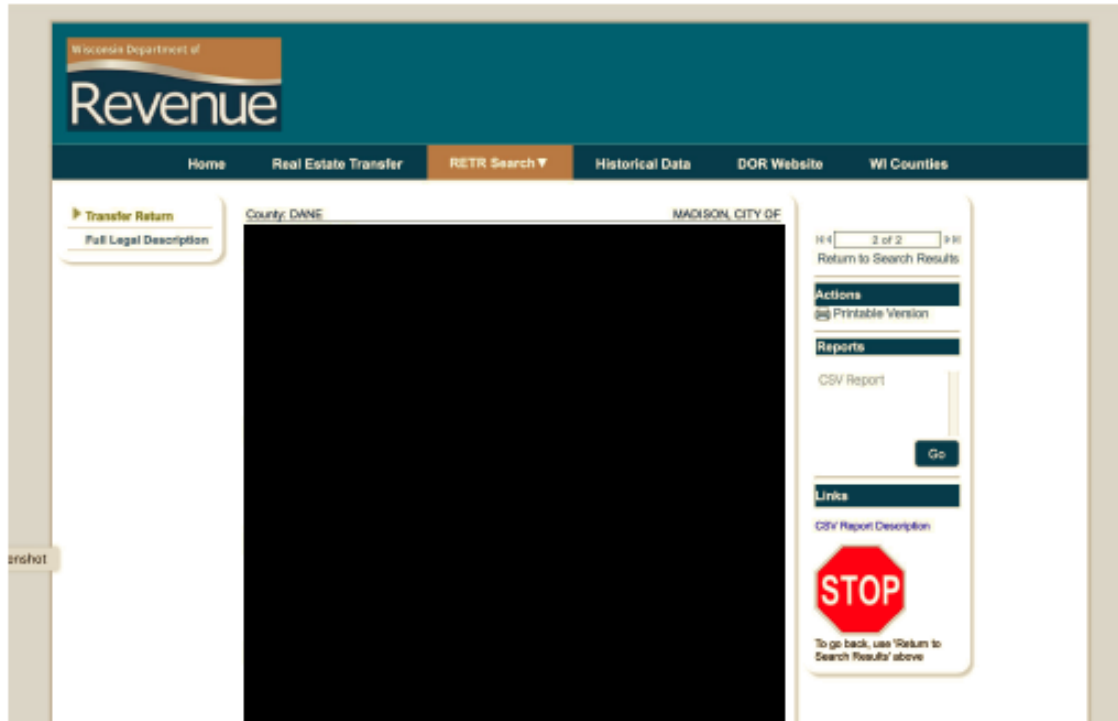 Wisconsin Department of
Revenue
Home Real Estate Transfer RETR Search▼ Historical Data DOR Website WI Counties
Transfer Return
Full Legal Description
County: DANE MADISON, CITY OF
2 of 2
Return to Search Results
Actions
Printable Version
Reports
CSV Report
Go
Links
CSV Report Description
STOP
To go back, use 'Return to
Search Results' above
enshot